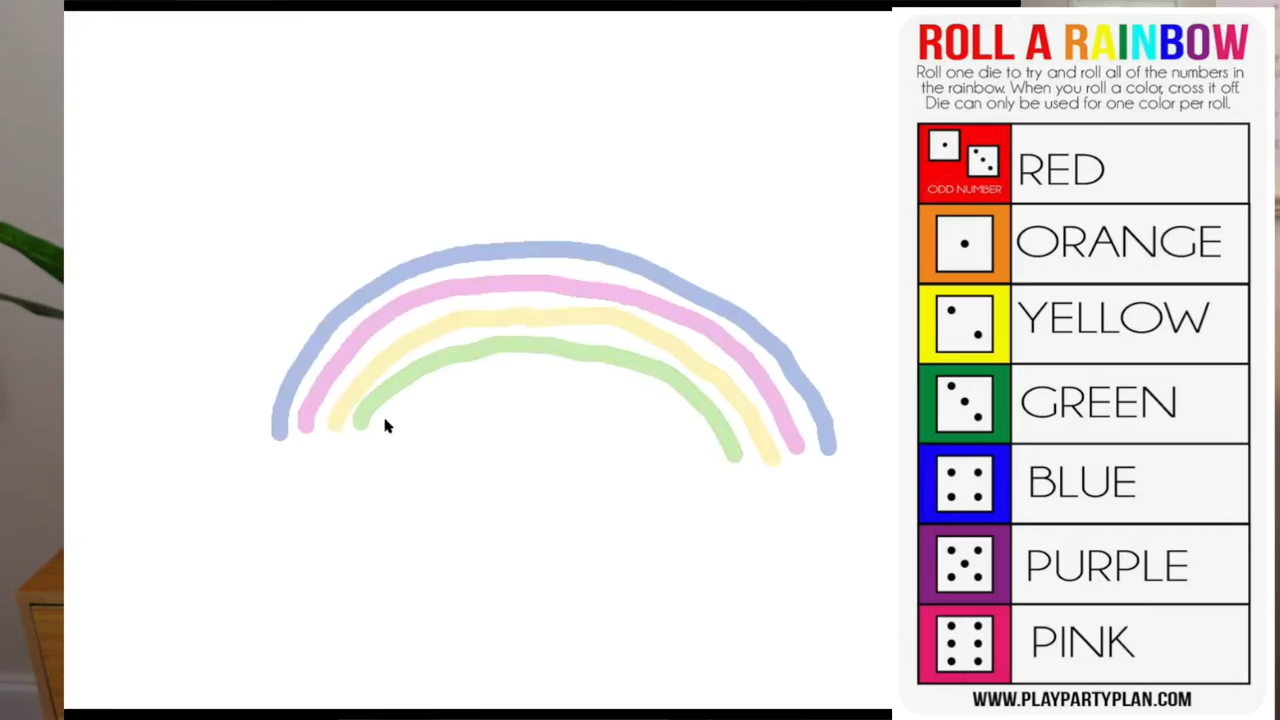 ROLL A RAINBOW
Roll one die to try and roll all of the numbers in
the rainbow. When you roll a color, cross it off.
Die can only be used for one color per roll.
ODD NUMBER
RED
ORANGE
YELLOW
GREEN
BLUE
PURPLE
PINK
WWW.PLAYPARTYPLAN.COM